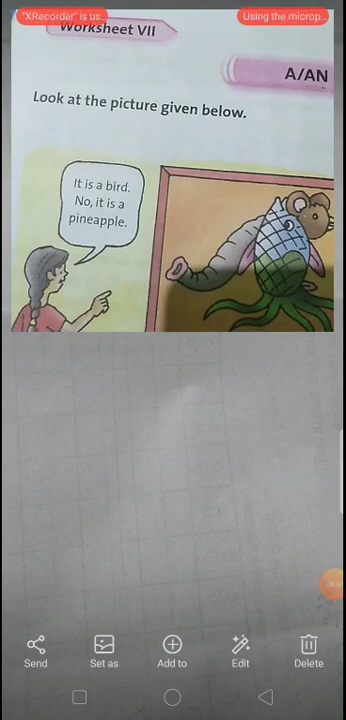 "XRecorder" is us...
Using the microp...
Worksheet VII
A/AN
Look at the picture given below.
It is a bird.
No, it is a
pineapple.
Send
Set as
Add to
Edit
Delete